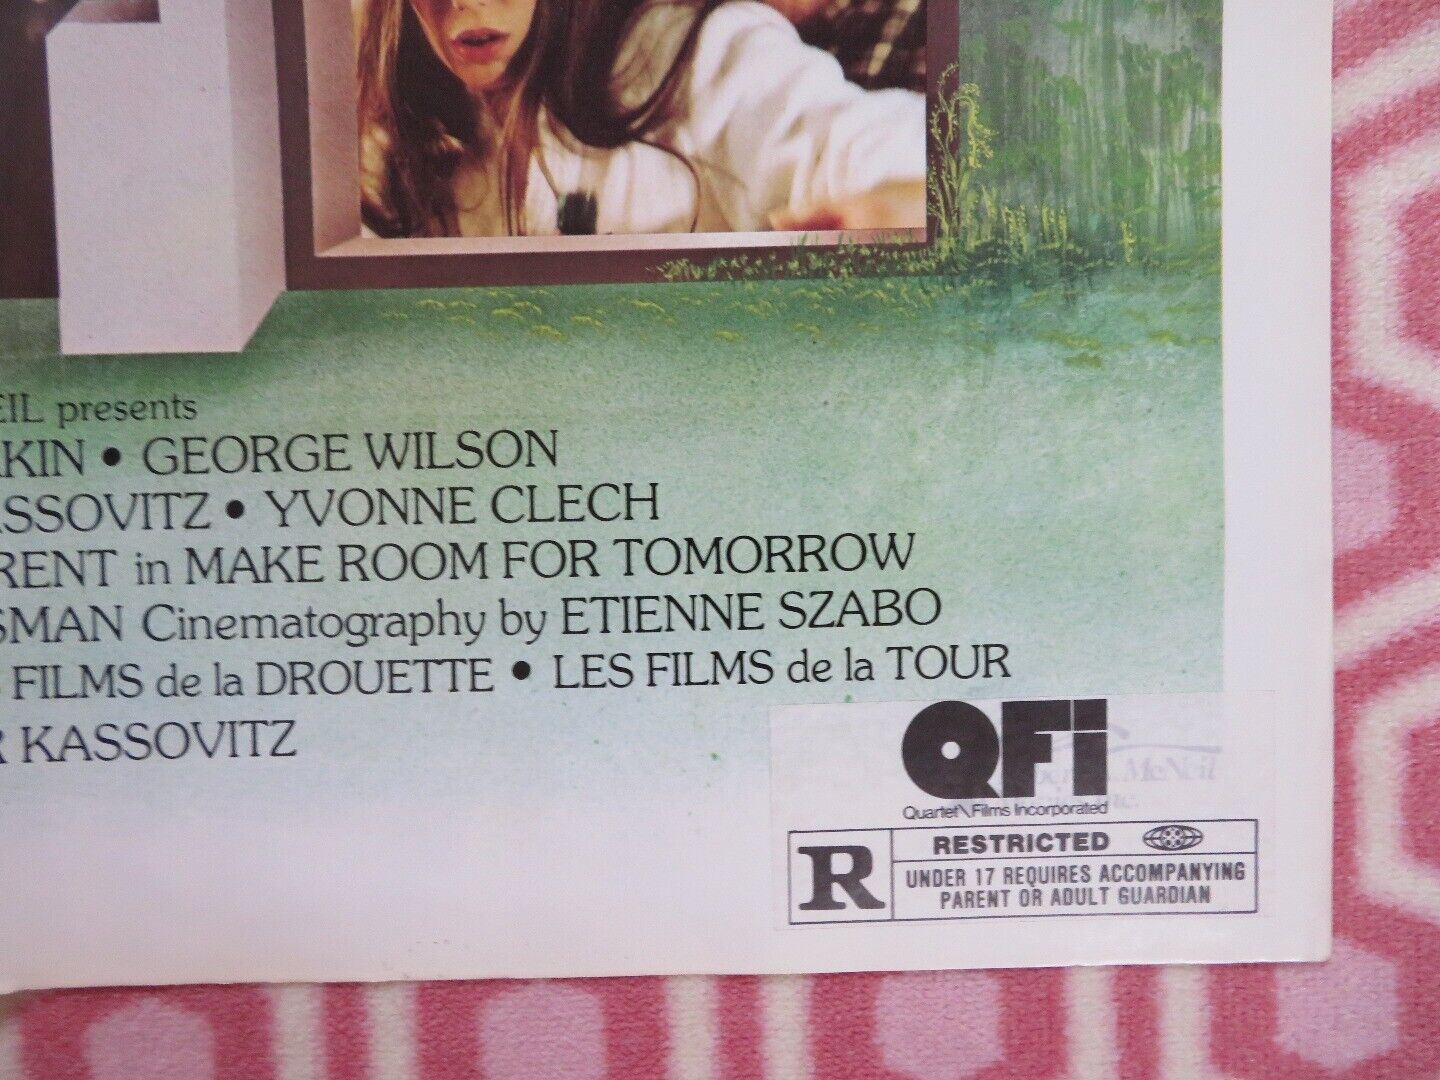 EIL presents
KIN • GEORGE WILSON
ASSOVITZ • YVONNE CLECH
RENT in MAKE ROOM FOR TOMORROW
SMAN Cinematography by ETIENNE SZABO
FILMS de la DROUETTE • LES FILMS de la TOUR
R KASSOVITZ
QFI
McNeil
Quartet\Films Incorporated
R
RESTRICTED
UNDER 17 REQUIRES ACCOMPANYING
PARENT OR ADULT GUARDIAN